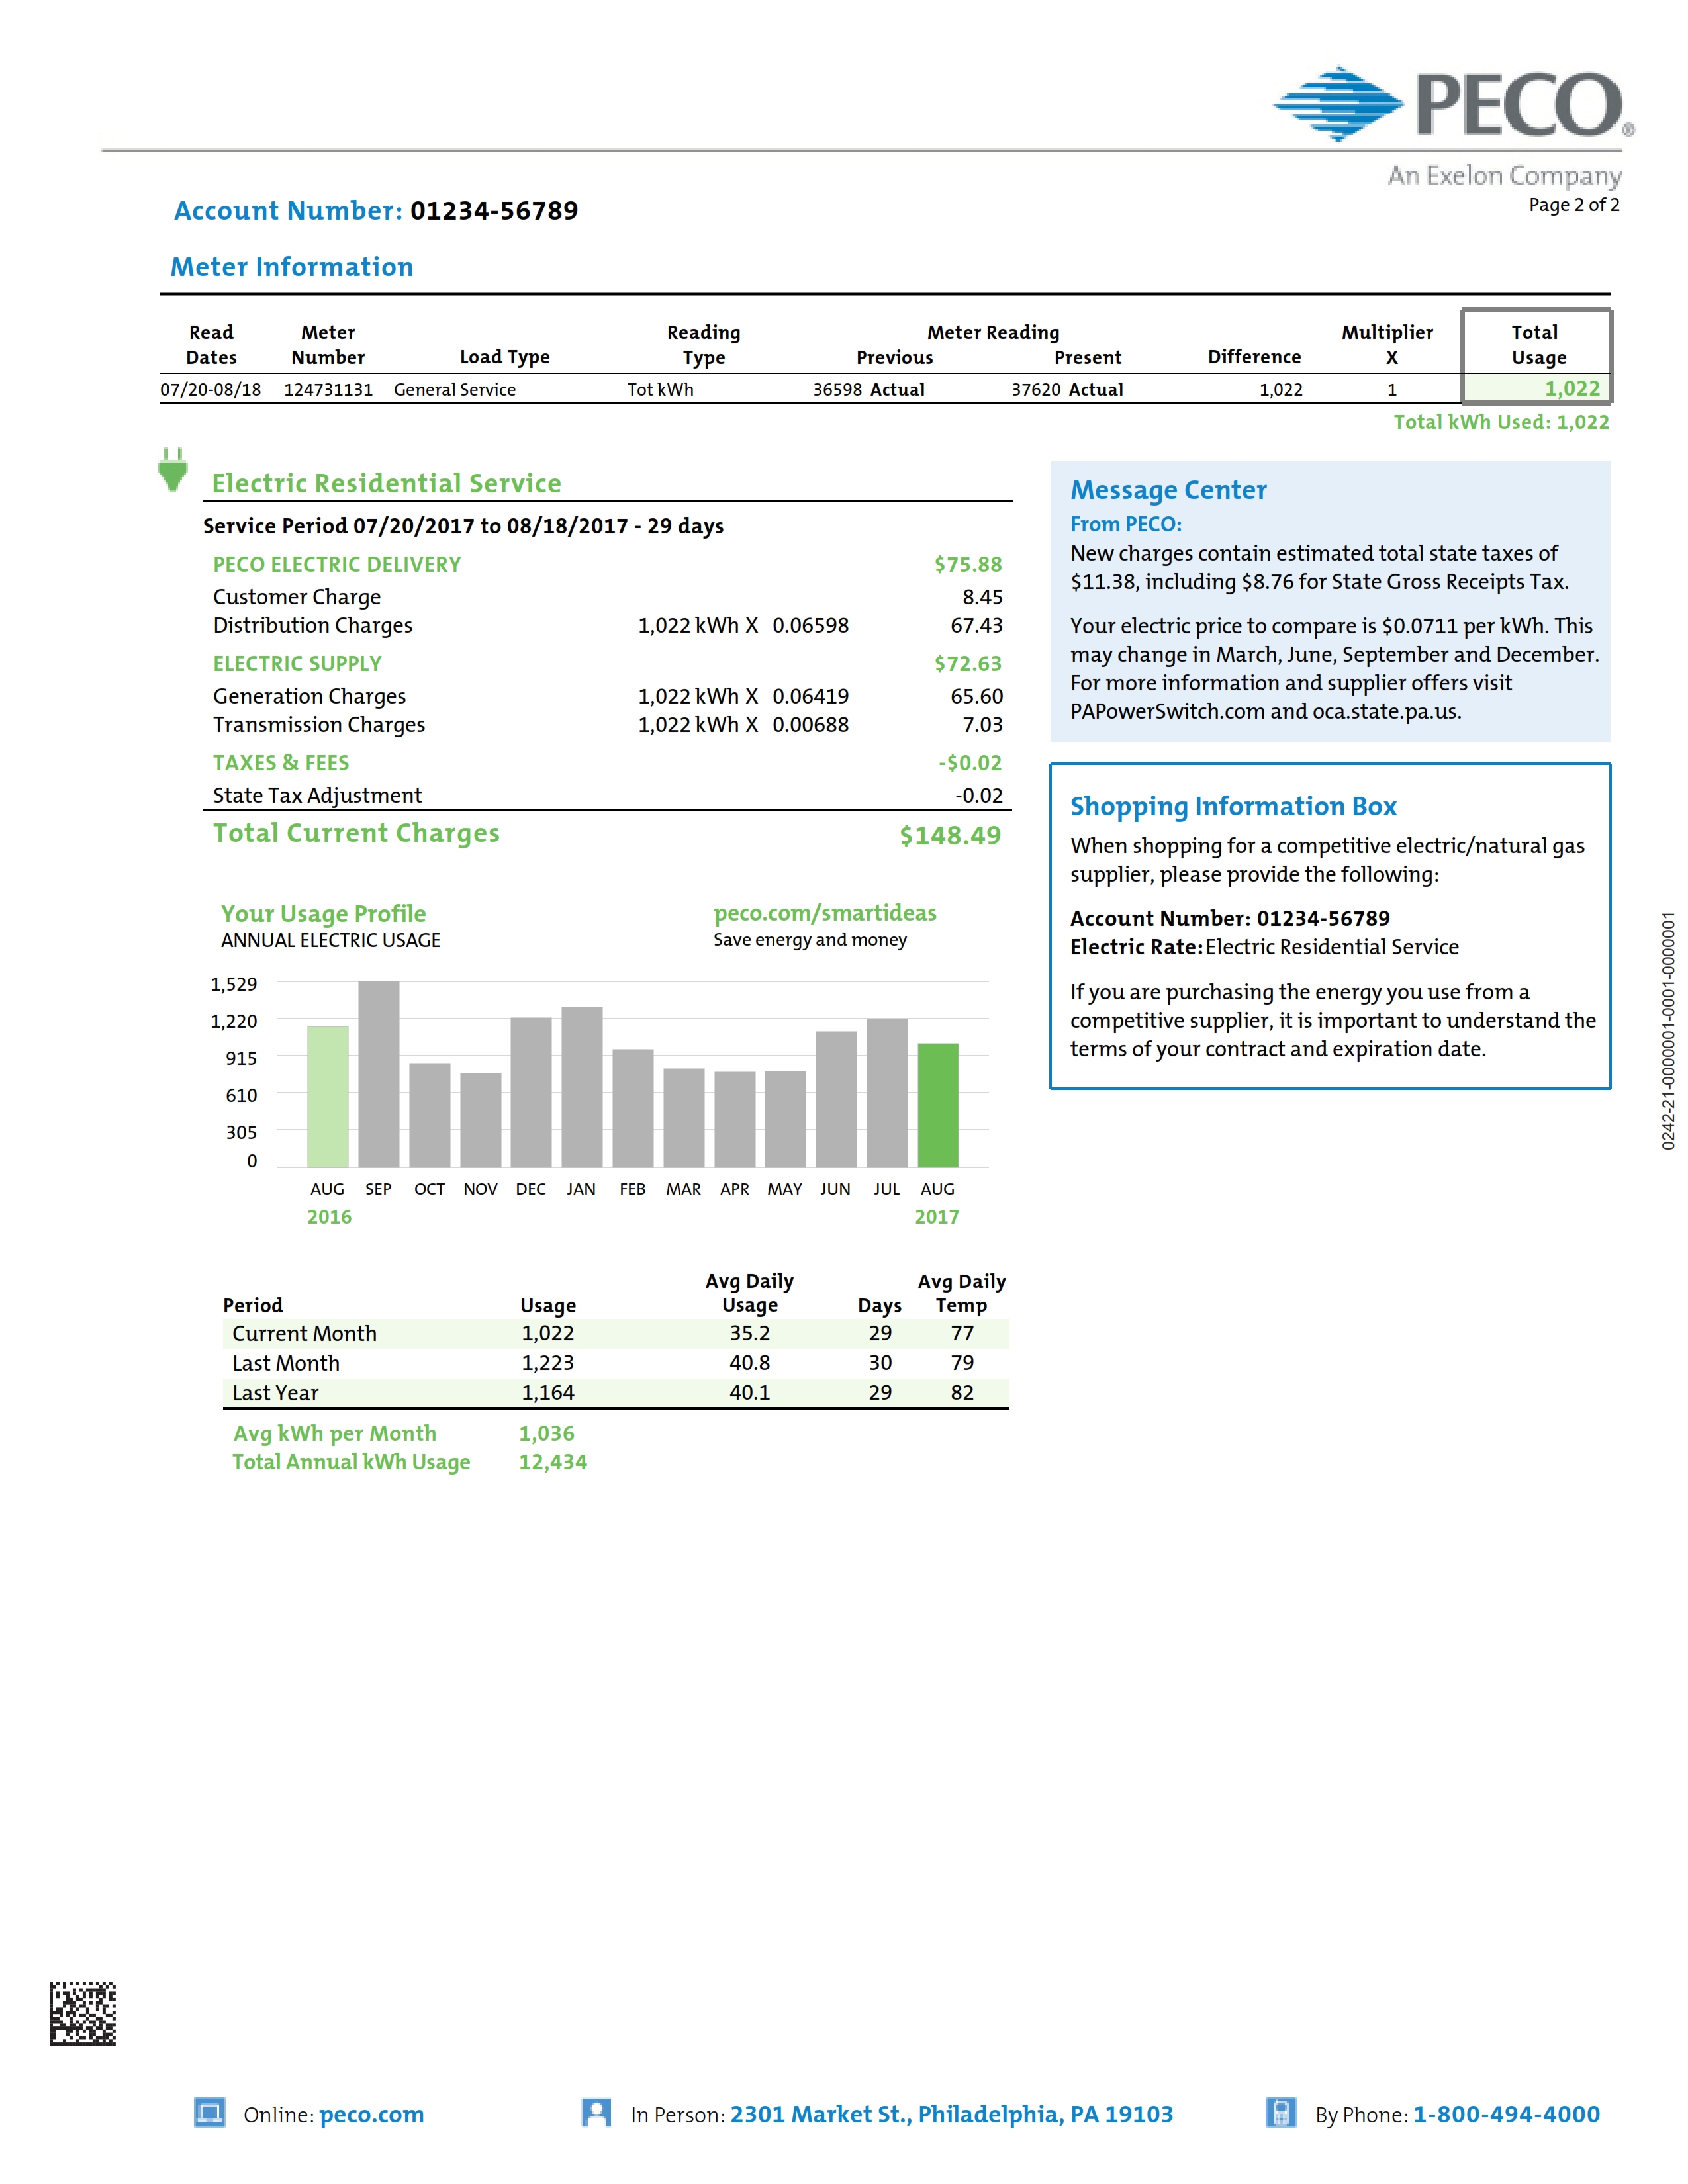 PECO®
An Exelon Company
Page 2 of 2
Account Number: 01234-56789
Meter Information
Read Dates Meter Number Load Type Reading Type Meter Reading Previous Present Difference Multiplier X Total Usage
07/20-08/18 124731131 General Service Tot kWh 36598 Actual 37620 Actual 1,022 1 1,022
Total kWh Used: 1,022
Electric Residential Service
Service Period 07/20/2017 to 08/18/2017 - 29 days
PECO ELECTRIC DELIVERY $75.88
Customer Charge 8.45
Distribution Charges 1,022 kWh X 0.06598 67.43
ELECTRIC SUPPLY $72.63
Generation Charges 1,022 kWh X 0.06419 65.60
Transmission Charges 1,022 kWh X 0.00688 7.03
TAXES & FEES -$0.02
State Tax Adjustment -0.02
Total Current Charges $148.49
Message Center
From PECO:
New charges contain estimated total state taxes of
$11.38, including $8.76 for State Gross Receipts Tax.
Your electric price to compare is $0.0711 per kWh. This
may change in March, June, September and December.
For more information and supplier offers visit
PAPowerSwitch.com and oca.state.pa.us.
Shopping Information Box
When shopping for a competitive electric/natural gas
supplier, please provide the following:
Account Number: 01234-56789
Electric Rate: Electric Residential Service
If you are purchasing the energy you use from a
competitive supplier, it is important to understand the
terms of your contract and expiration date.
Your Usage Profile peco.com/smartideas
ANNUAL ELECTRIC USAGE Save energy and money
1,529
1,220
915
610
305
0
AUG SEP OCT NOV DEC JAN FEB MAR APR MAY JUN JUL AUG
2016 2017
Period Usage Avg Daily Usage Days Avg Daily Temp
Current Month 1,022 35.2 29 77
Last Month 1,223 40.8 30 79
Last Year 1,164 40.1 29 82
Avg kWh per Month 1,036
Total Annual kWh Usage 12,434
0242-21-0000001-0001-0000001
Online: peco.com In Person: 2301 Market St., Philadelphia, PA 19103 By Phone: 1-800-494-4000